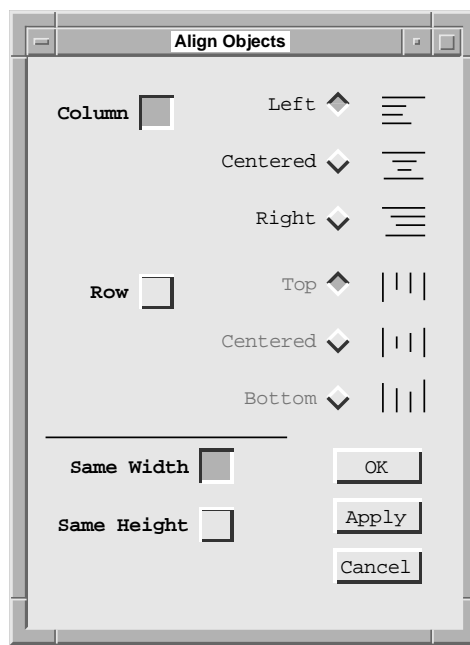 Align Objects
Column
Left
Centered
Right
Row
Top
Centered
Bottom
Same Width
OK
Same Height
Apply
Cancel